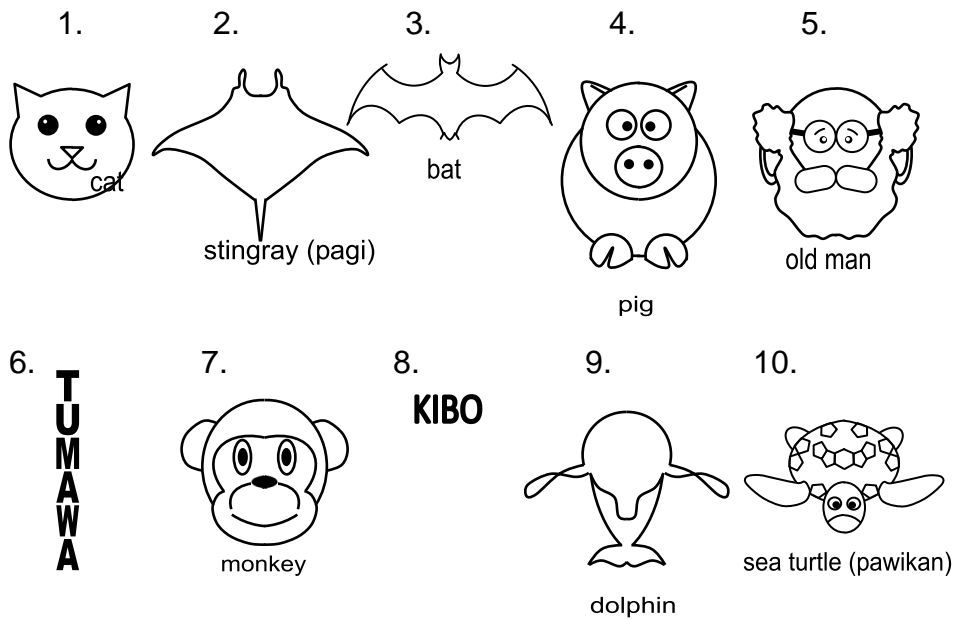 1.
2.
3.
4.
5.
cat
stingray (pagi)
bat
pig
old man
6.
7.
8.
9.
10.
TUMAWA
KIBO
monkey
dolphin
sea turtle (pawikan)